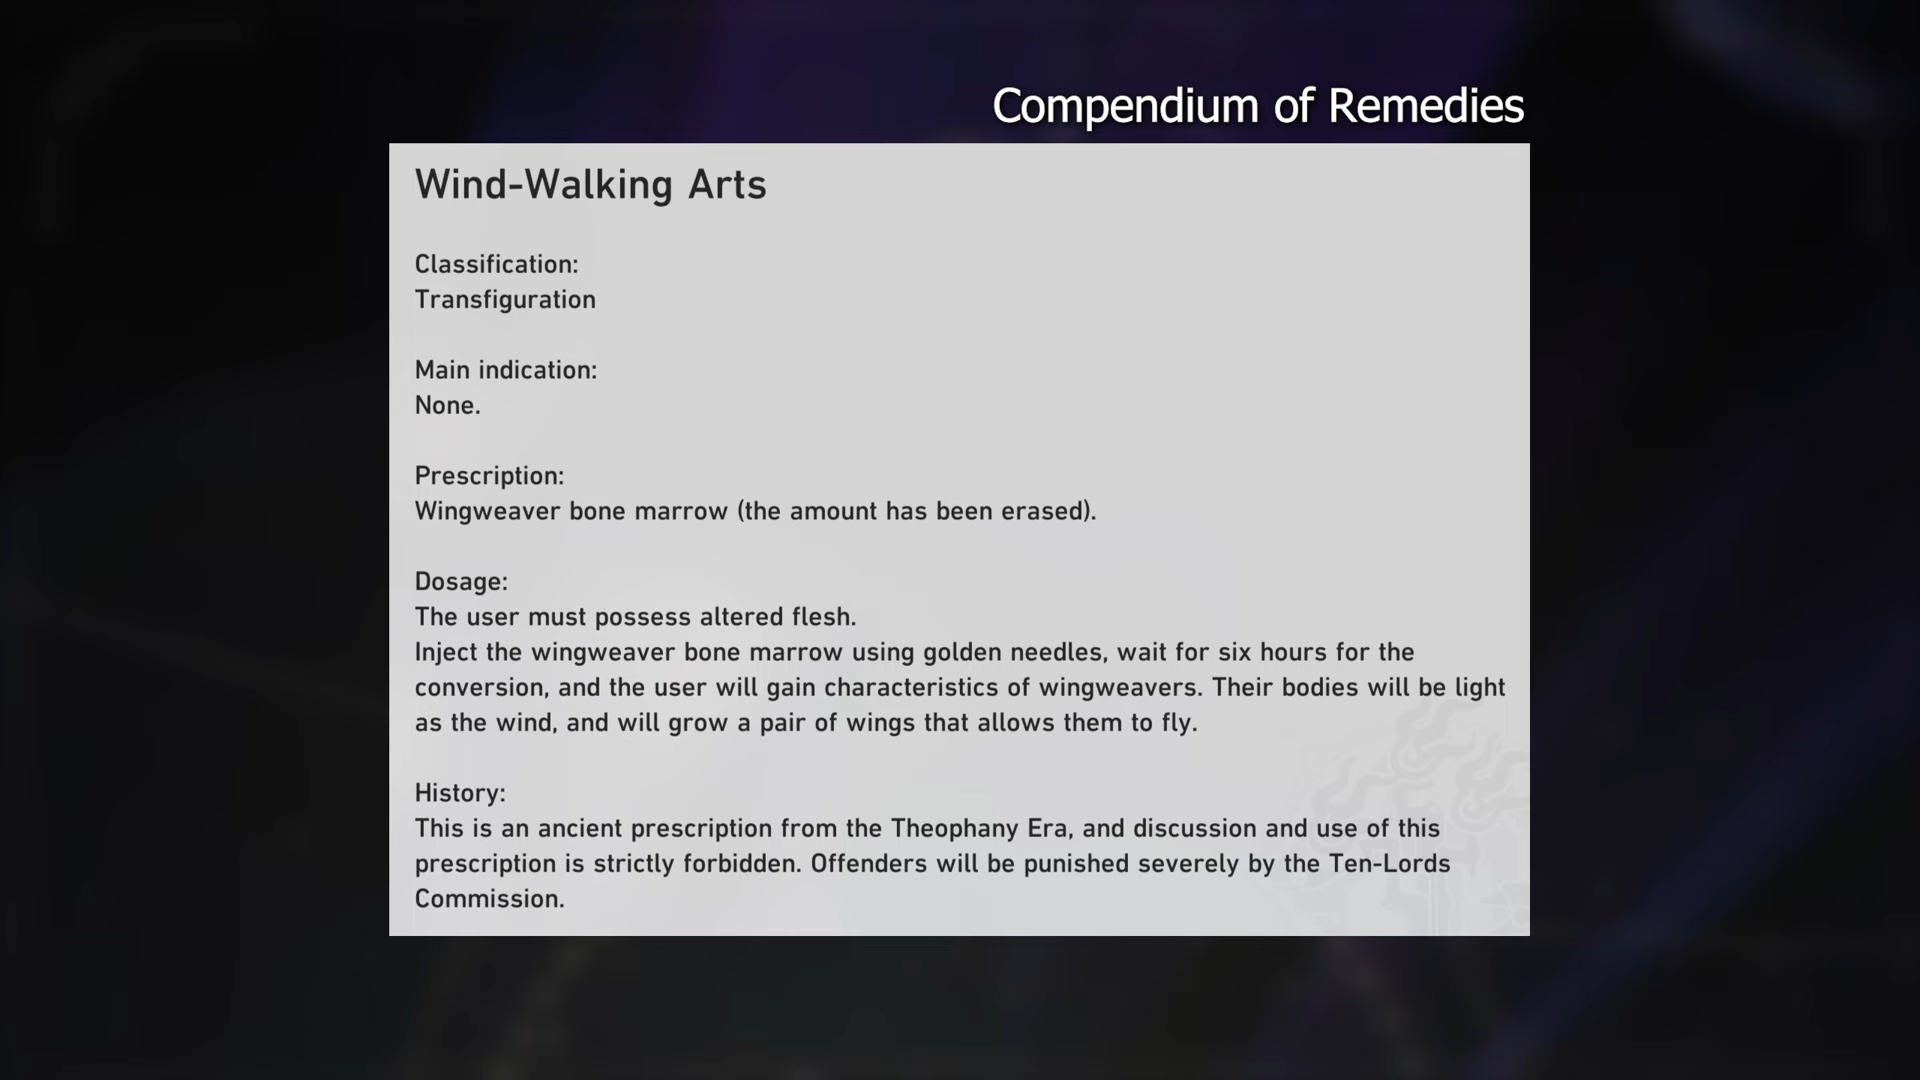 Compendium of Remedies
Wind-Walking Arts
Classification:
Transfiguration
Main indication:
None.
Prescription:
Wingweaver bone marrow (the amount has been erased).
Dosage:
The user must possess altered flesh.
Inject the wingweaver bone marrow using golden needles, wait for six hours for the
conversion, and the user will gain characteristics of wingweavers. Their bodies will be light
as the wind, and will grow a pair of wings that allows them to fly.
History:
This is an ancient prescription from the Theophany Era, and discussion and use of this
prescription is strictly forbidden. Offenders will be punished severely by the Ten-Lords
Commission.